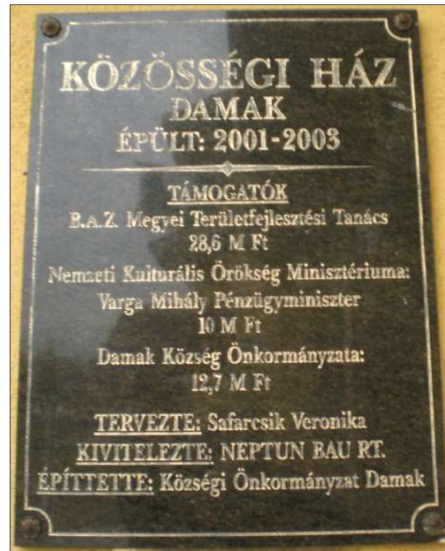 KÖZÖSSÉGI HÁZ
DAMAK
ÉPÜLT: 2001-2003
TÁMOGATÓK
B.A.Z. Megyei Területfejlesztési Tanács
28,6 M Ft
Nemzeti Kulturális Örökség Minisztériuma:
Varga Mihály Pénzügyminiszter
10 M Ft
Damak Község Önkormányzata:
12,7 M Ft
TERVEZTE: Safarcsik Veronika
KIVITELEZTE: NEPTUN BAU RT.
ÉPÍTTETTE: Községi Önkormányzat Damak